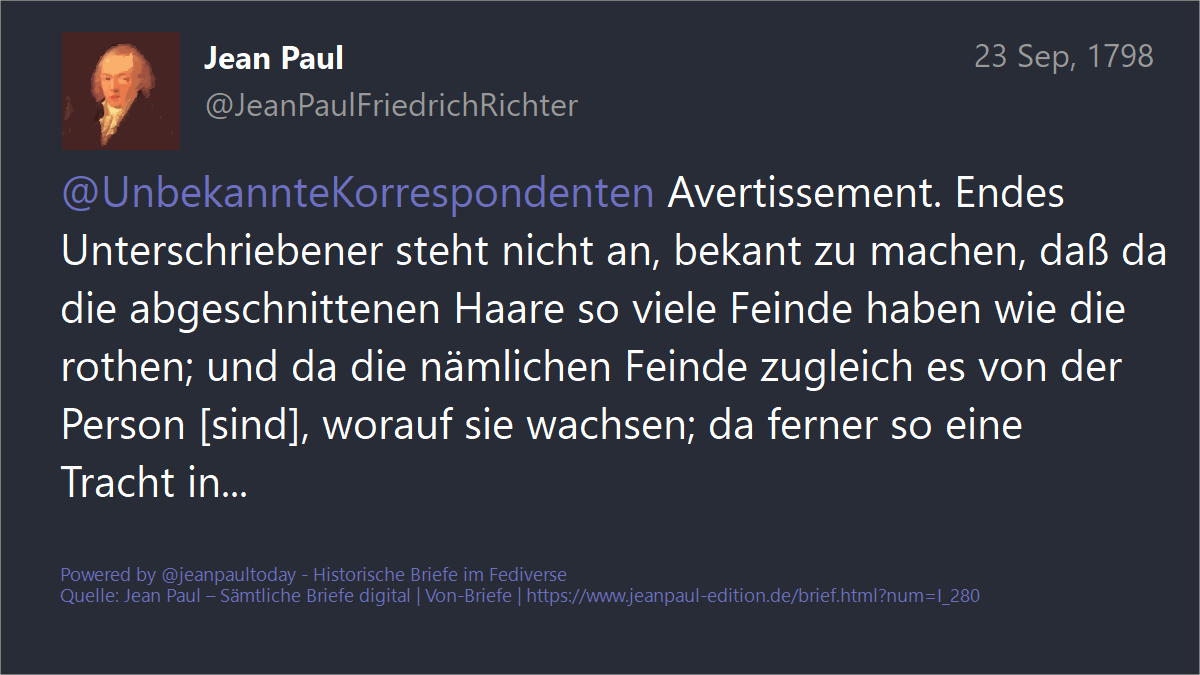 Jean Paul
23 Sep, 1798
@JeanPaulFriedrichRichter
@UnbekannteKorrespondenten Avertissement. Endes
Unterschriebener steht nicht an, bekant zu machen, daß da
die abgeschnittenen Haare so viele Feinde haben wie die
rothen; und da die nämlichen Feinde zugleich es von der
Person [sind], worauf sie wachsen; da ferner so eine
Tracht in...
Powered by @jeanpaultoday - Historische Briefe im Fediverse
Quelle: Jean Paul – Sämtliche Briefe digital | Von-Briefe | https://www.jeanpaul-edition.de/brief.html?num=I_280